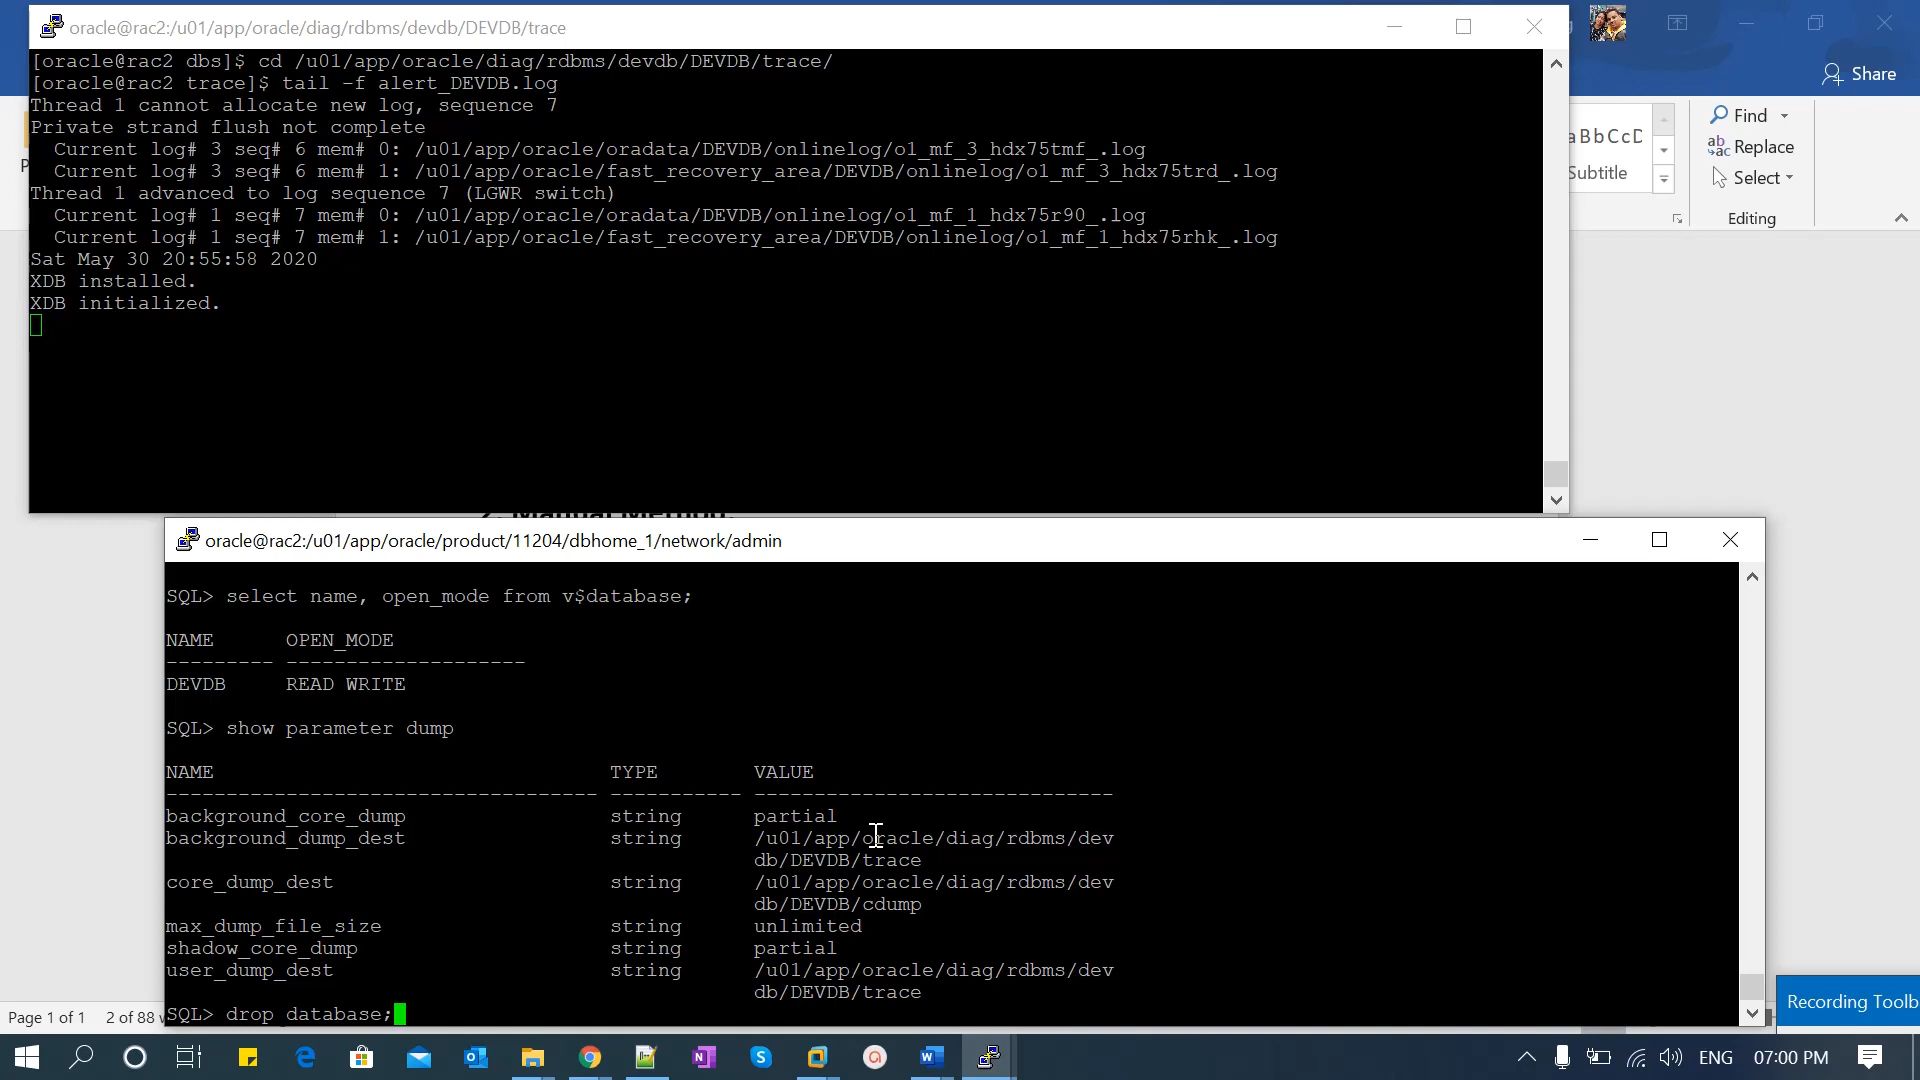 oracle@rac2:/u01/app/oracle/diag/rdbms/devdb/DEVDB/trace
[oracle@rac2 dbs]$ cd /u01/app/oracle/diag/rdbms/devdb/DEVDB/trace/
[oracle@rac2 trace]$ tail -f alert_DEVDB.log
Thread 1 cannot allocate new log, sequence 7
Private strand flush not complete
  Current log# 3 seq# 6 mem# 0: /u01/app/oracle/oradata/DEVDB/onlinelog/o1_mf_3_hdx75tmf_.log
  Current log# 3 seq# 6 mem# 1: /u01/app/oracle/fast_recovery_area/DEVDB/onlinelog/o1_mf_3_hdx75trd_.log
Thread 1 advanced to log sequence 7 (LGWR switch)
  Current log# 1 seq# 7 mem# 0: /u01/app/oracle/oradata/DEVDB/onlinelog/o1_mf_1_hdx75r90_.log
  Current log# 1 seq# 7 mem# 1: /u01/app/oracle/fast_recovery_area/DEVDB/onlinelog/o1_mf_1_hdx75rhk_.log
Sat May 30 20:55:58 2020
XDB installed.
XDB initialized.
Share
aBbCcD
Subtitle
Find
Replace
Select
Editing
2. Manual Method:
oracle@rac2:/u01/app/oracle/product/11204/dbhome_1/network/admin
SQL> select name, open_mode from v$database;
NAME      OPEN_MODE
--------- --------------------
DEVDB     READ WRITE
SQL> show parameter dump
NAME                                 TYPE        VALUE
------------------------------------ ----------- ------------------------------
background_core_dump                 string      partial
background_dump_dest                 string      /u01/app/oracle/diag/rdbms/dev
                                                 db/DEVDB/trace
core_dump_dest                       string      /u01/app/oracle/diag/rdbms/dev
                                                 db/DEVDB/cdump
max_dump_file_size                   string      unlimited
shadow_core_dump                     string      partial
user_dump_dest                       string      /u01/app/oracle/diag/rdbms/dev
                                                 db/DEVDB/trace
SQL> drop database;
Recording Toolb
Page 1 of 1 2 of 88 w
ENG 07:00 PM